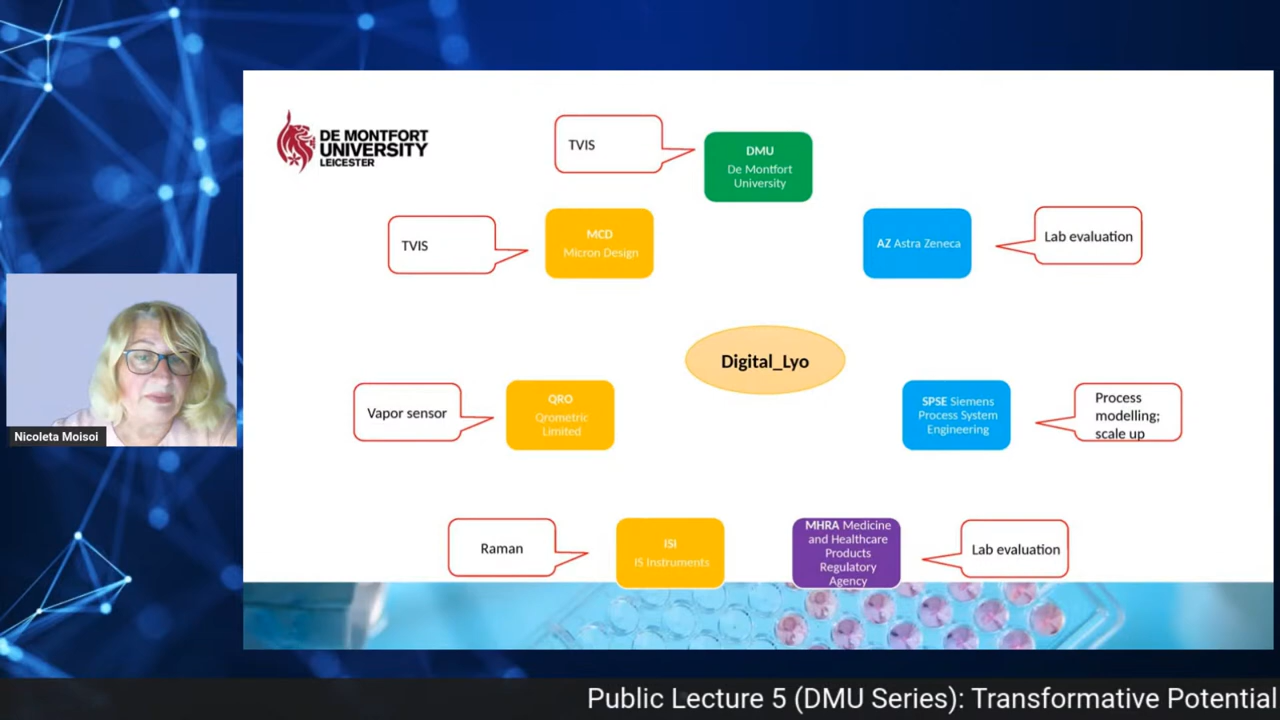 DE MONTFORT
UNIVERSITY
LEICESTER
TVIS
DMU
De Montfort
University
TVIS
MCD
Micron Design
AZ Astra Zeneca
Lab evaluation
Digital_Lyo
Vapor sensor
QRO
Qrometric
Limited
SPSE Siemens
Process System
Engineering
Process
modelling;
scale up
Raman
ISI
IS Instruments
MHRA Medicine
and Healthcare
Products
Regulatory
Agency
Lab evaluation
Nicoleta Moisoi
Public Lecture 5 (DMU Series): Transformative Potential